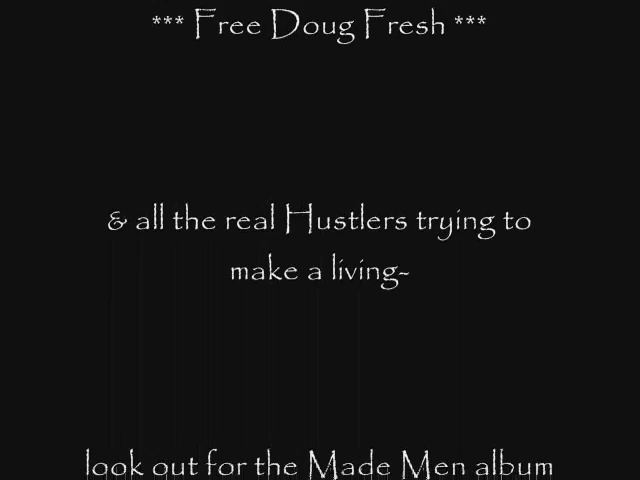 *** Free Doug Fresh ***
& all the real Hustlers trying to
make a living-
look out for the Made Men album